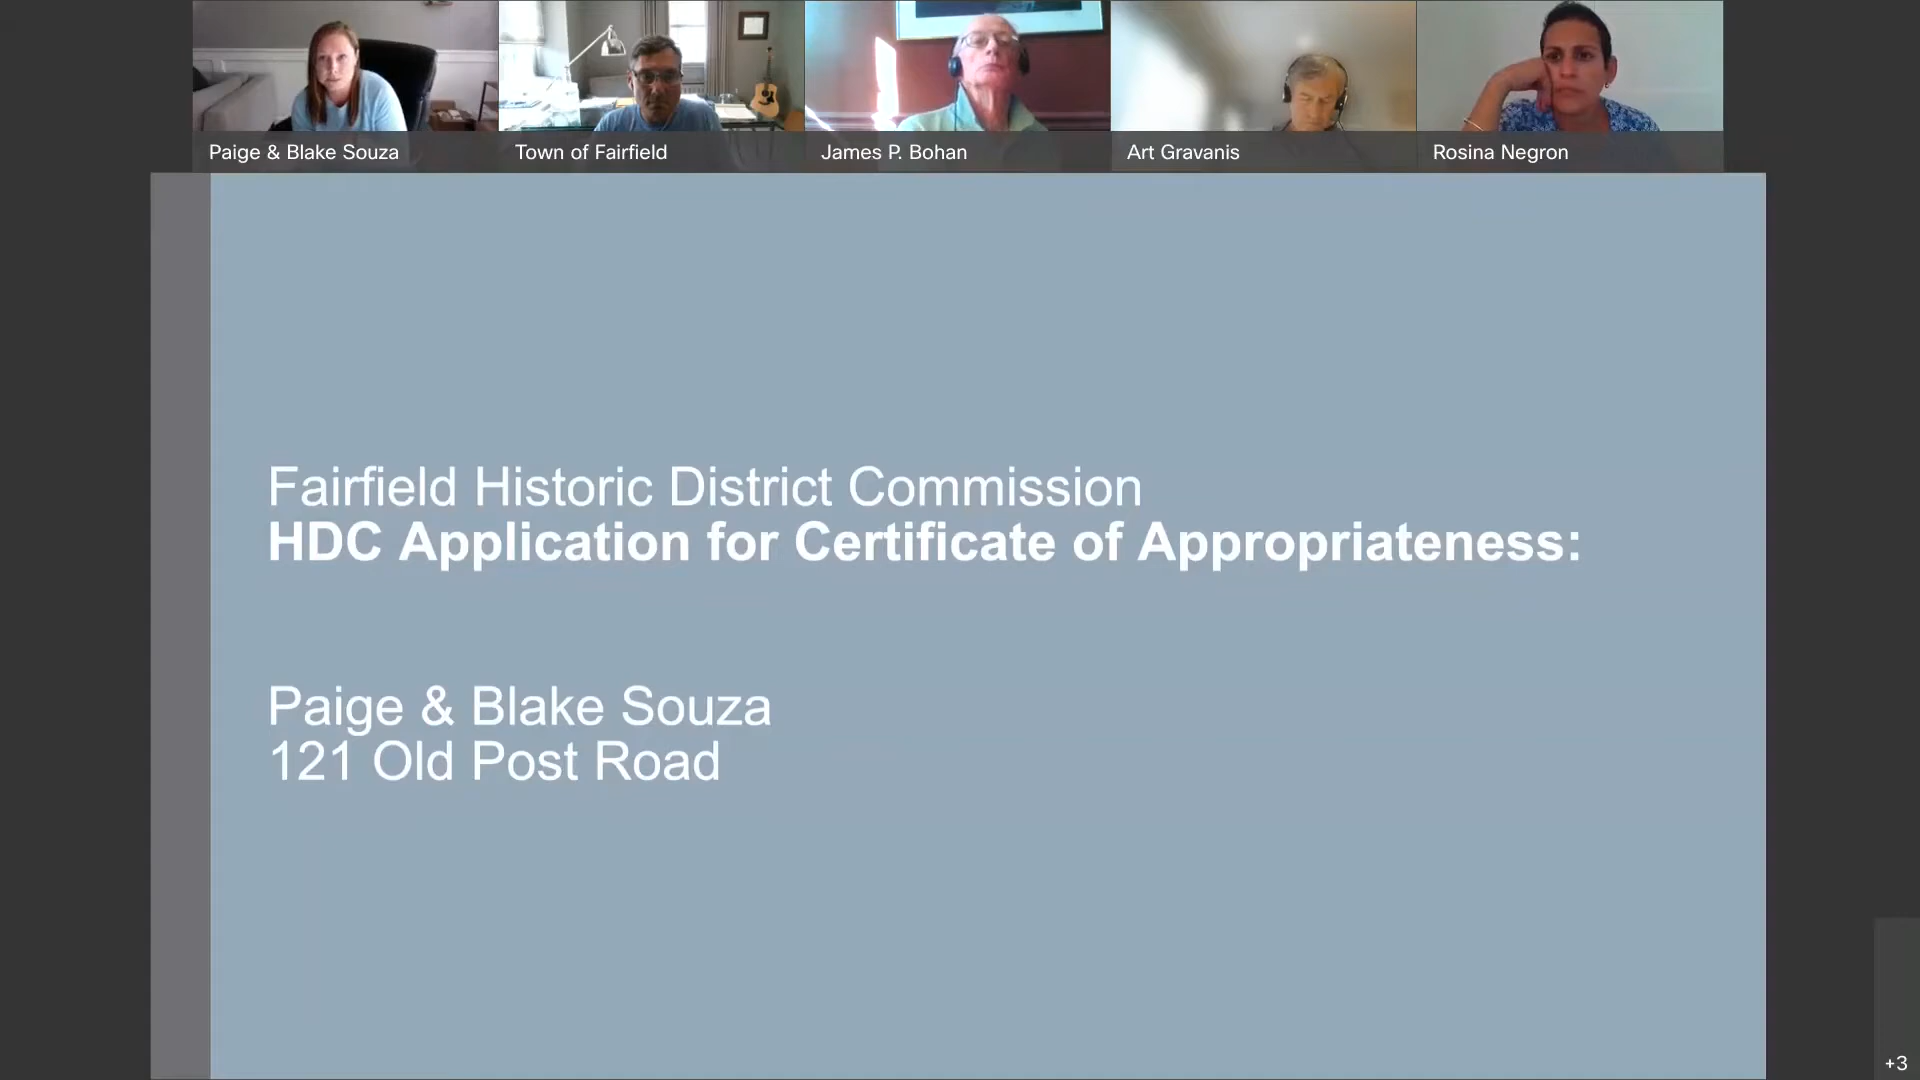 Paige & Blake Souza
Town of Fairfield
James P. Bohan
Art Gravanis
Rosina Negron
Fairfield Historic District Commission
HDC Application for Certificate of Appropriateness:
Paige & Blake Souza
121 Old Post Road
+3